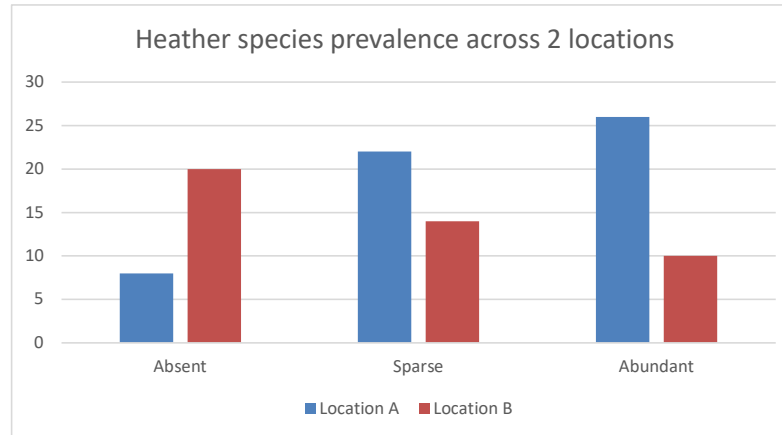 Heather species prevalence across 2 locations
30
25
20
15
10
5
0
Absent Sparse Abundant
Location A Location B